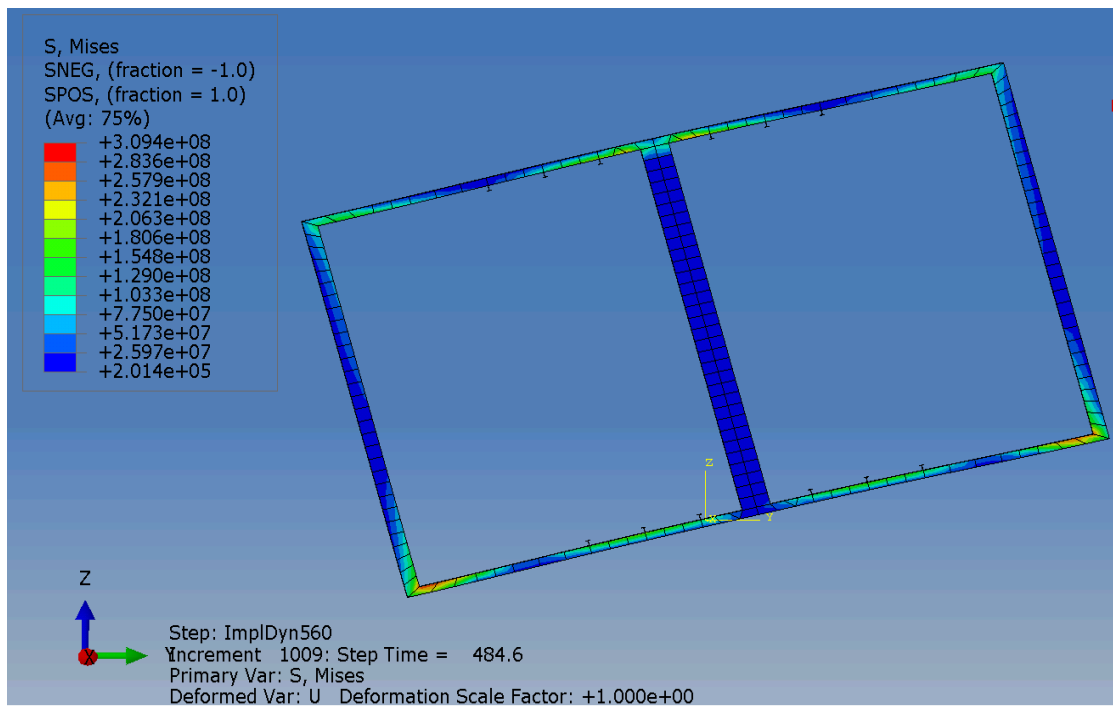 S, Mises
SNEG, (fraction = -1.0)
SPOS, (fraction = 1.0)
(Avg: 75%)
+3.094e+08
+2.836e+08
+2.579e+08
+2.321e+08
+2.063e+08
+1.806e+08
+1.548e+08
+1.290e+08
+1.033e+08
+7.750e+07
+5.173e+07
+2.597e+07
+2.014e+05
Z
X
Y
Z
X
Y
Step: ImplDyn560
Increment 1009: Step Time = 484.6
Primary Var: S, Mises
Deformed Var: U Deformation Scale Factor: +1.000e+00